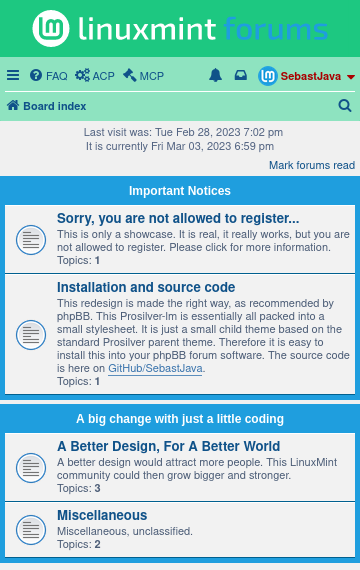 linuxmint forums
FAQ ACP MCP SebastJava
Board index
Last visit was: Tue Feb 28, 2023 7:02 pm
It is currently Fri Mar 03, 2023 6:59 pm
Mark forums read
Important Notices
Sorry, you are not allowed to register...
This is only a showcase. It is real, it really works, but you are
not allowed to register. Please click for more information.
Topics: 1
Installation and source code
This redesign is made the right way, as recommended by
phpBB. This Prosilver-lm is essentially all packed into a
small stylesheet. It is just a small child theme based on the
standard Prosilver parent theme. Therefore it is easy to
install this into your phpBB forum software. The source code
is here on GitHub/SebastJava.
Topics: 1
A big change with just a little coding
A Better Design, For A Better World
A better design would attract more people. This LinuxMint
community could then grow bigger and stronger.
Topics: 3
Miscellaneous
Miscellaneous, unclassified.
Topics: 2